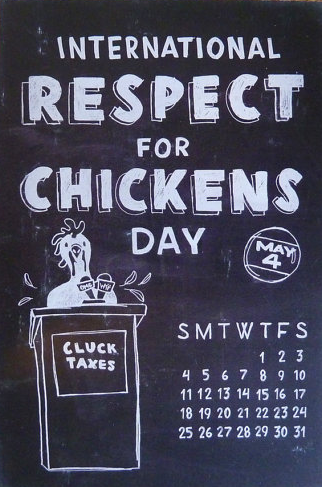 INTERNATIONAL
RESPECT
FOR
CHICKENS
DAY
MAY
4
CLUCK
TAXES
S M T W T F S
1 2 3
4 5 6 7 8 9 10
11 12 13 14 15 16 17
18 19 20 21 22 23 24
25 26 27 28 29 30 31